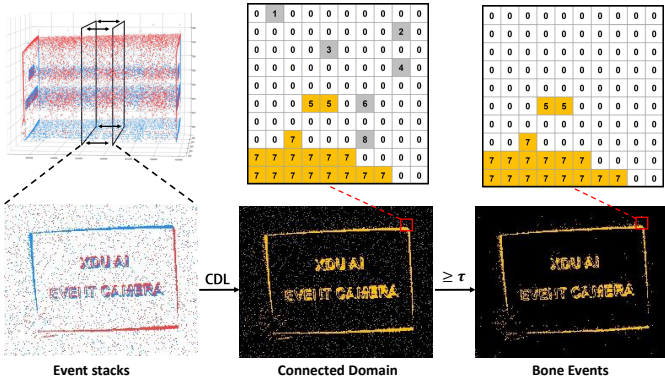 0 1 0 0 0 0 0 0 0 0
0 0 0 0 0 0 0 0 2 0
0 0 0 0 3 0 0 0 0 0
0 0 0 0 0 0 0 0 4 0
0 0 0 0 0 0 0 0 0 0
0 0 0 5 5 0 6 0 0 0
0 0 0 0 0 0 0 0 0 0
0 0 7 0 0 0 8 0 0 0
7 7 7 7 7 7 0 0 0 0
7 7 7 7 7 7 7 7 0 0
0 0 0 0 0 0 0 0 0 0
0 0 0 0 0 0 0 0 0 0
0 0 0 0 0 0 0 0 0 0
0 0 0 0 0 0 0 0 0 0
0 0 0 0 0 0 0 0 0 0
0 0 0 5 5 0 0 0 0 0
0 0 0 0 0 0 0 0 0 0
0 0 7 0 0 0 0 0 0 0
7 7 7 7 7 7 0 0 0 0
7 7 7 7 7 7 7 7 0 0
XDU AI
EVENT CAMERA
CDL
XDU AI
EVENT CAMERA
≥ τ
XDU AI
EVENT CAMERA
Event stacks
Connected Domain
Bone Events